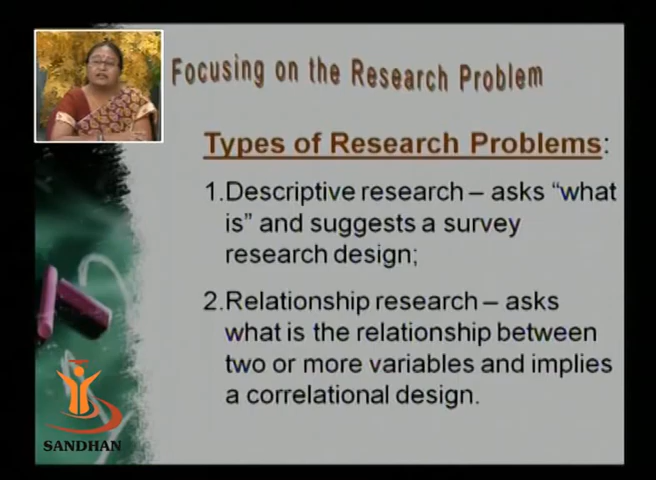 Focusing on the Research Problem
Types of Research Problems:
1.Descriptive research – asks “what
is” and suggests a survey
research design;
2.Relationship research – asks
what is the relationship between
two or more variables and implies
a correlational design.
SANDHAN